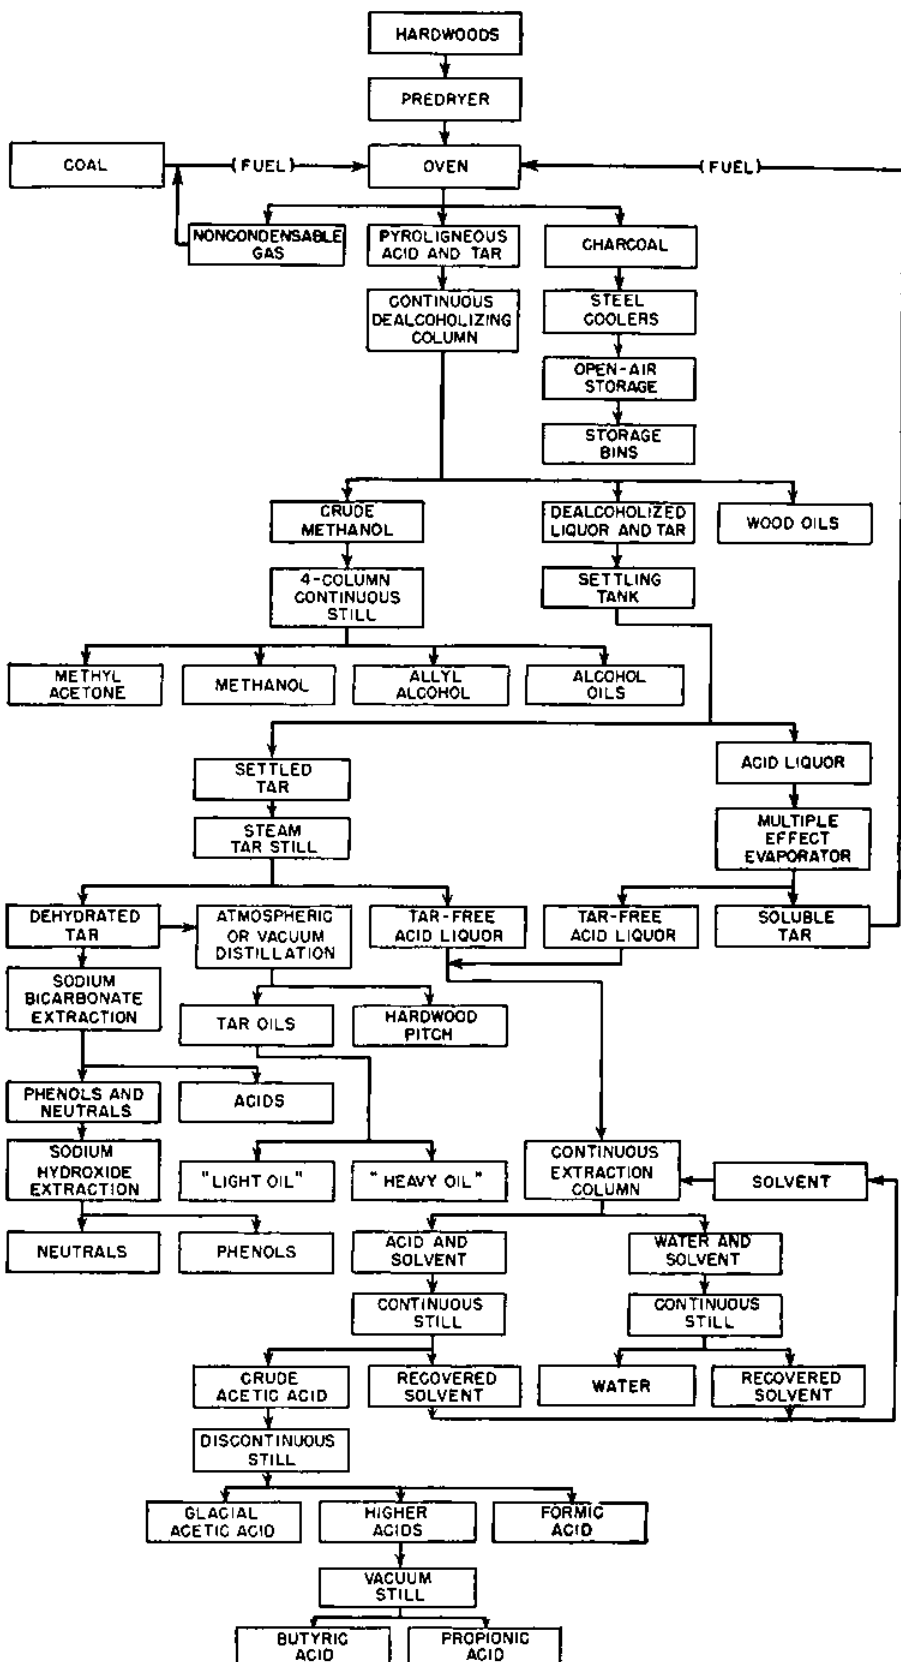 HARDWOODS
PREDRYER
COAL
(FUEL)
OVEN
(FUEL)
NONCONDENSABLE
GAS
PYROLIGNEOUS
ACID AND TAR
CHARCOAL
CONTINUOUS
DEALCOHOLIZING
COLUMN
STEEL
COOLERS
OPEN-AIR
STORAGE
STORAGE
BINS
CRUDE
METHANOL
DEALCOHOLIZED
LIQUOR AND TAR
WOOD OILS
4-COLUMN
CONTINUOUS
STILL
SETTLING
TANK
METHYL
ACETONE
METHANOL
ALLYL
ALCOHOL
ALCOHOL
OILS
SETTLED
TAR
ACID LIQUOR
STEAM
TAR STILL
MULTIPLE
EFFECT
EVAPORATOR
DEHYDRATED
TAR
ATMOSPHERIC
OR VACUUM
DISTILLATION
TAR-FREE
ACID LIQUOR
TAR-FREE
ACID LIQUOR
SOLUBLE
TAR
SODIUM
BICARBONATE
EXTRACTION
TAR OILS
HARDWOOD
PITCH
PHENOLS AND
NEUTRALS
ACIDS
SODIUM
HYDROXIDE
EXTRACTION
"LIGHT OIL"
"HEAVY OIL"
CONTINUOUS
EXTRACTION
COLUMN
SOLVENT
NEUTRALS
PHENOLS
ACID AND
SOLVENT
WATER AND
SOLVENT
CONTINUOUS
STILL
CONTINUOUS
STILL
CRUDE
ACETIC ACID
RECOVERED
SOLVENT
WATER
RECOVERED
SOLVENT
DISCONTINUOUS
STILL
GLACIAL
ACETIC ACID
HIGHER
ACIDS
FORMIC
ACID
VACUUM
STILL
BUTYRIC
ACID
PROPIONIC
ACID